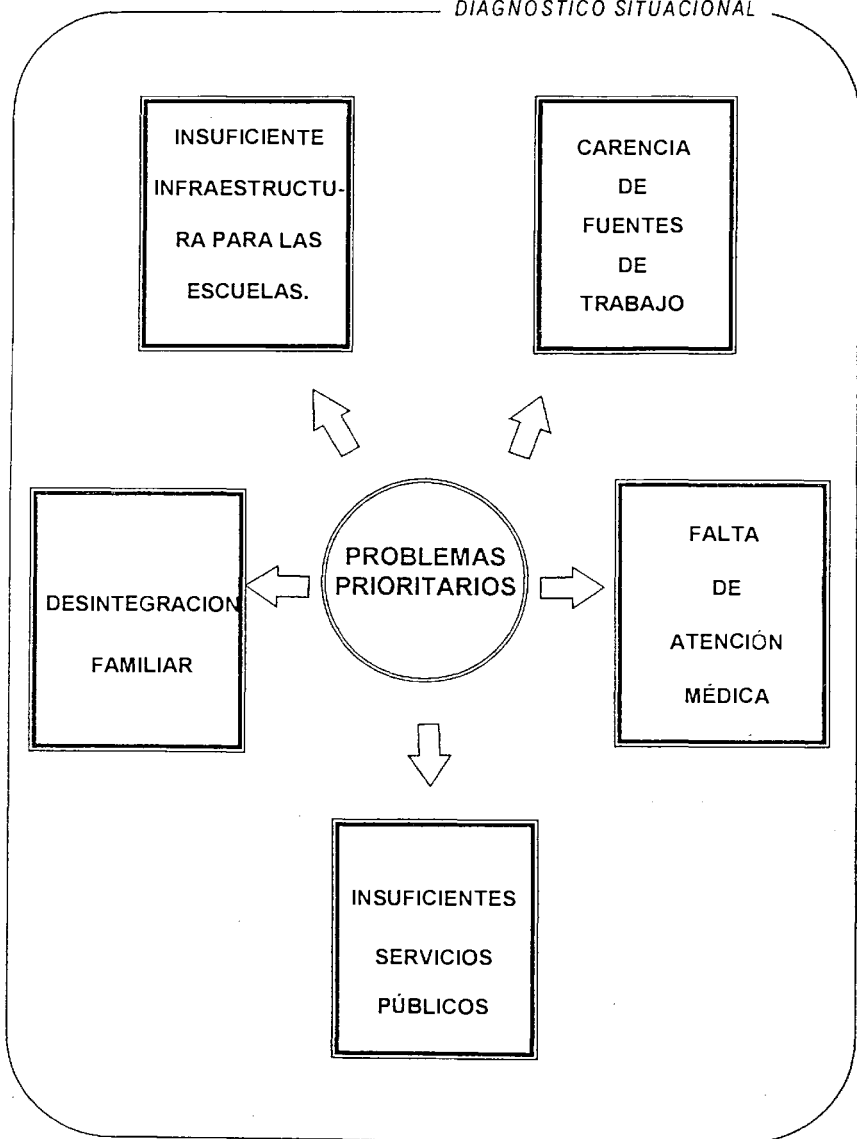 DIAGNOSTICO SITUACIONAL
INSUFICIENTE
INFRAESTRUCTU-
RA PARA LAS
ESCUELAS.
CARENCIA
DE
FUENTES
DE
TRABAJO
PROBLEMAS
PRIORITARIOS
DESINTEGRACION
FAMILIAR
FALTA
DE
ATENCIÓN
MÉDICA
INSUFICIENTES
SERVICIOS
PÚBLICOS